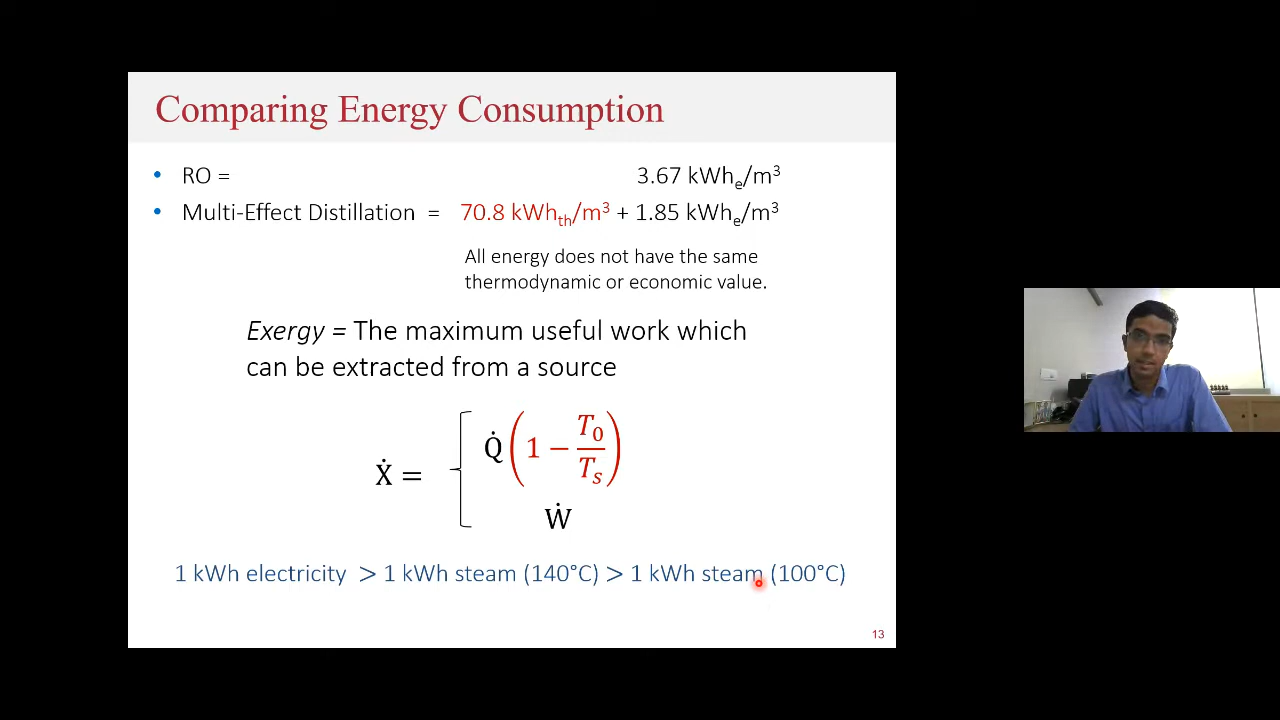 Comparing Energy Consumption
• RO = 3.67 kWhₑ/m³
• Multi-Effect Distillation = 70.8 kWhₜₕ/m³ + 1.85 kWhₑ/m³
All energy does not have the same
thermodynamic or economic value.
Exergy = The maximum useful work which
can be extracted from a source
Ẋ = { Q̇ (1 − T₀/Tₛ)
Ẇ
1 kWh electricity > 1 kWh steam (140°C) > 1 kWh steam (100°C)
13